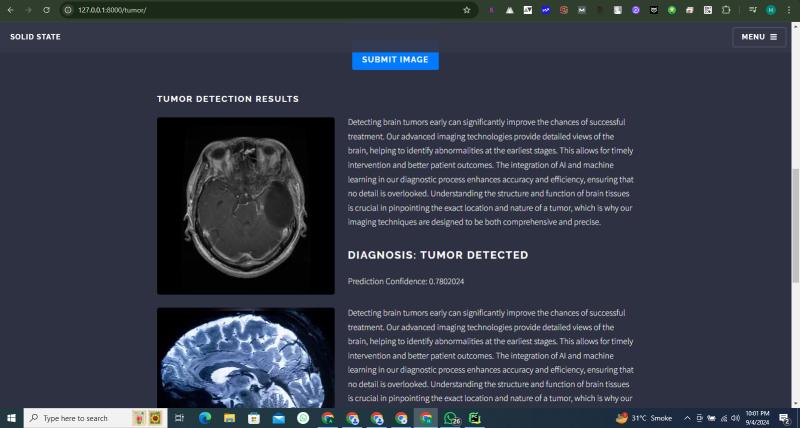 127.0.0.1:8000/tumor/
SOLID STATE
MENU
SUBMIT IMAGE
TUMOR DETECTION RESULTS
Detecting brain tumors early can significantly improve the chances of successful
treatment. Our advanced imaging technologies provide detailed views of the
brain, helping to identify abnormalities at the earliest stages. This allows for timely
intervention and better patient outcomes. The integration of AI and machine
learning in our diagnostic process enhances accuracy and efficiency, ensuring that
no detail is overlooked. Understanding the structure and function of brain tissues
is crucial in pinpointing the exact location and nature of a tumor, which is why our
imaging techniques are designed to be both comprehensive and precise.
DIAGNOSIS: TUMOR DETECTED
Prediction Confidence: 0.7802024
Detecting brain tumors early can significantly improve the chances of successful
treatment. Our advanced imaging technologies provide detailed views of the
brain, helping to identify abnormalities at the earliest stages. This allows for timely
intervention and better patient outcomes. The integration of AI and machine
learning in our diagnostic process enhances accuracy and efficiency, ensuring that
no detail is overlooked. Understanding the structure and function of brain tissues
is crucial in pinpointing the exact location and nature of a tumor, which is why our
Type here to search
26
31°C Smoke
10:01 PM
9/4/2024
2